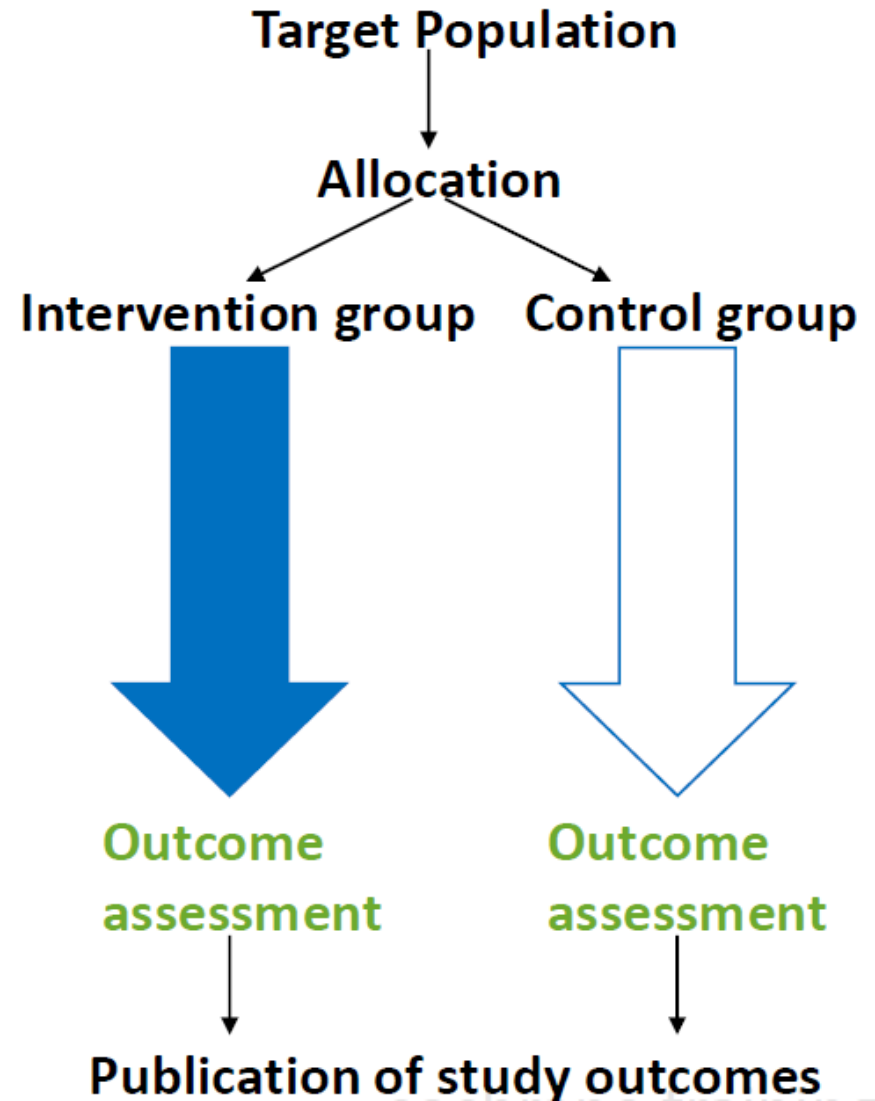 Target Population
Allocation
Intervention group Control group
Outcome Outcome
assessment assessment
Publication of study outcomes